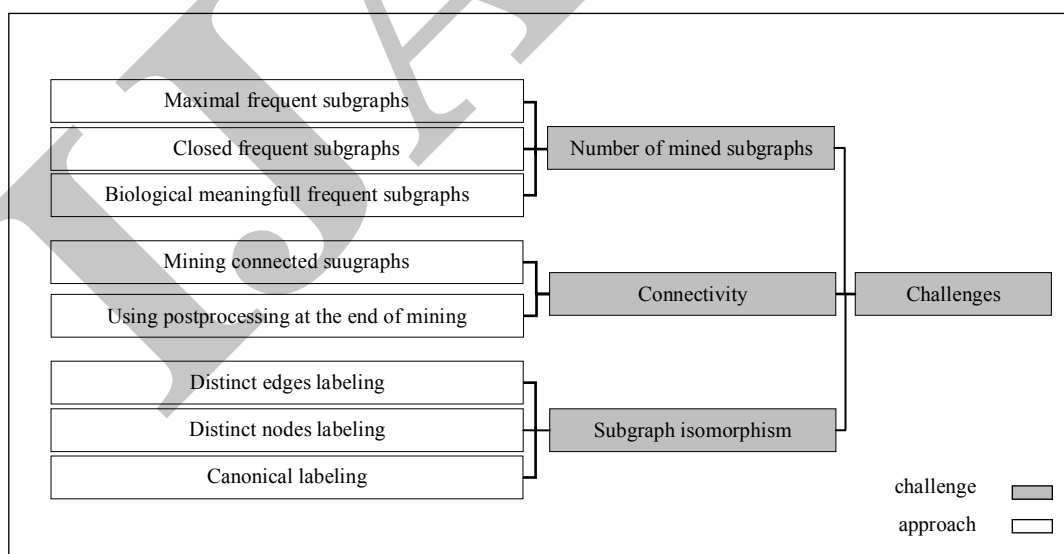 Maximal frequent subgraphs
Closed frequent subgraphs
Biological meaningfull frequent subgraphs
Number of mined subgraphs
Mining connected suugraphs
Using postprocessing at the end of mining
Connectivity
Challenges
Distinct edges labeling
Distinct nodes labeling
Canonical labeling
Subgraph isomorphism
challenge
approach
IJA